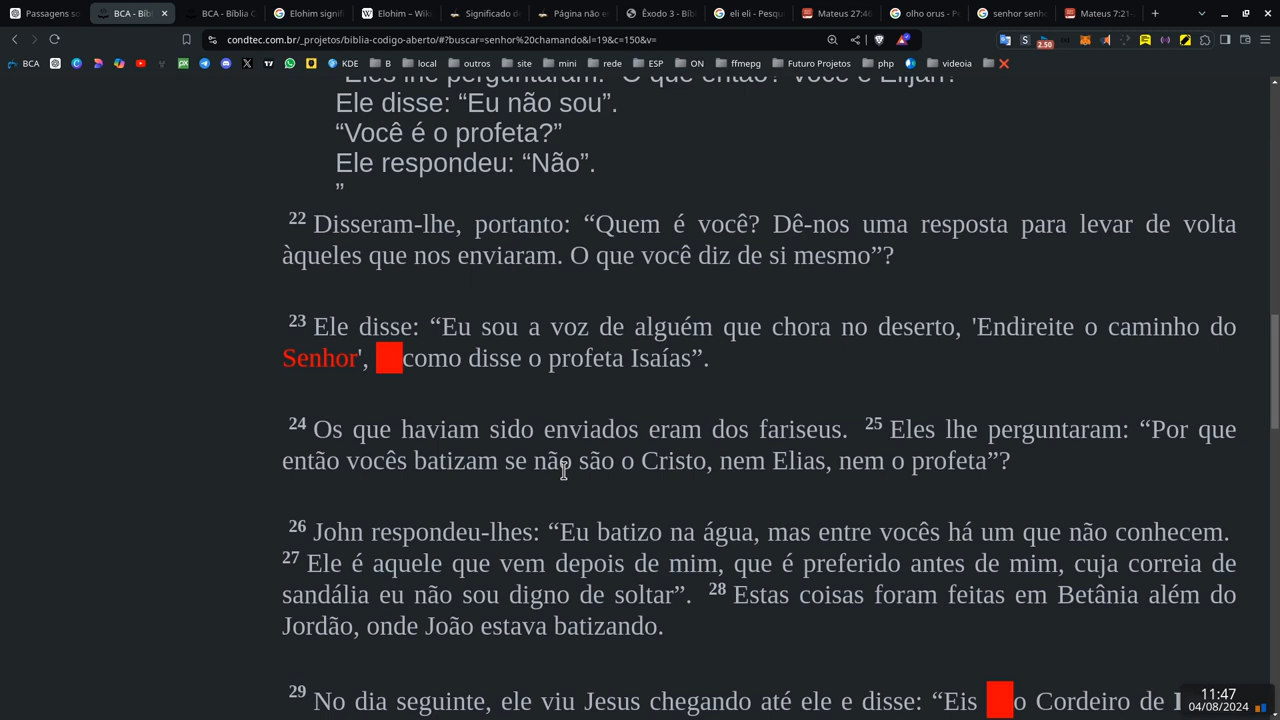 Passagens so
BCA - Bíbl
BCA - Bíblia C
Elohim signif
Elohim – Wik
Significado d
Página não e
Êxodo 3 - Bíb
eli eli - Pesqu
Mateus 27:46
olho orus - P
senhor senh
Mateus 7:21-
condtec.com.br/_projetos/biblia-codigo-aberto/#?buscar=senhor%20chamando&l=19&c=150&v=
2.50
BCA
KDE
B
local
outros
site
mini
rede
ESP
ON
ffmepg
Futuro Projetos
php
videoia
“Eles lhe perguntaram: “O que então? Você é Elijah?”
Ele disse: “Eu não sou”.
“Você é o profeta?”
Ele respondeu: “Não”.
”
22 Disseram-lhe, portanto: “Quem é você? Dê-nos uma resposta para levar de volta
àqueles que nos enviaram. O que você diz de si mesmo”?
23 Ele disse: “Eu sou a voz de alguém que chora no deserto, 'Endireite o caminho do
Senhor', como disse o profeta Isaías”.
24 Os que haviam sido enviados eram dos fariseus. 25 Eles lhe perguntaram: “Por que
então vocês batizam se não são o Cristo, nem Elias, nem o profeta”?
26 John respondeu-lhes: “Eu batizo na água, mas entre vocês há um que não conhecem.
27 Ele é aquele que vem depois de mim, que é preferido antes de mim, cuja correia de
sandália eu não sou digno de soltar”. 28 Estas coisas foram feitas em Betânia além do
Jordão, onde João estava batizando.
29 No dia seguinte, ele viu Jesus chegando até ele e disse: “Eis o Cordeiro de
11:47
04/08/2024